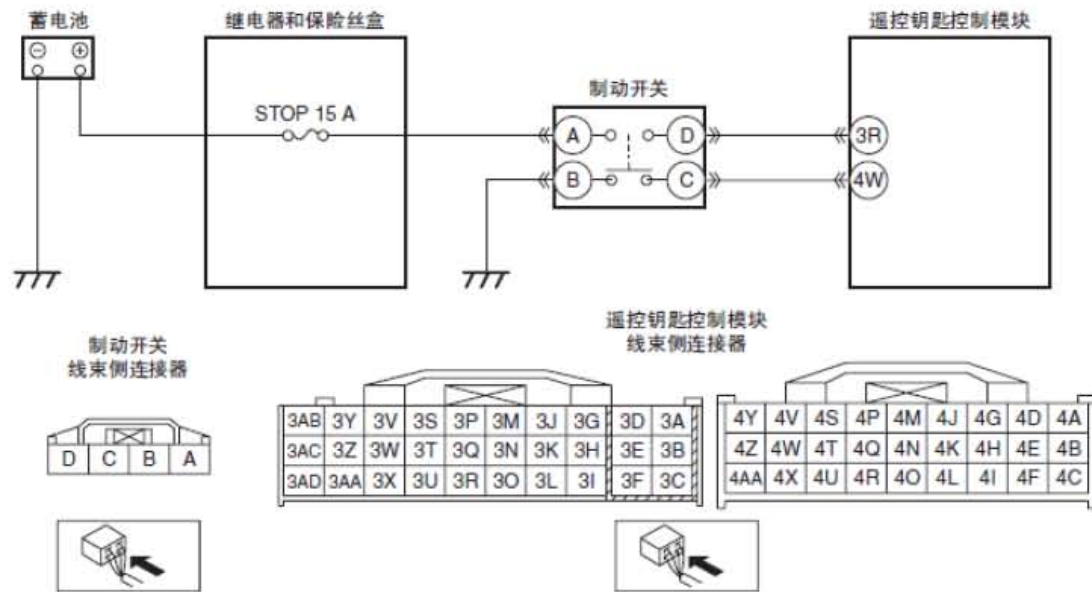 蓄电池
继电器和保险丝盒
遥控钥匙控制模块
制动开关
STOP 15 A
A D 3R
B C 4W
遥控钥匙控制模块
线束侧连接器
制动开关
线束侧连接器
D C B A
3AB 3Y 3V 3S 3P 3M 3J 3G 3D 3A
3AC 3Z 3W 3T 3Q 3N 3K 3H 3E 3B
3AD 3AA 3X 3U 3R 3O 3L 3I 3F 3C
4Y 4V 4S 4P 4M 4J 4G 4D 4A
4Z 4W 4T 4Q 4N 4K 4H 4E 4B
4AA 4X 4U 4R 4O 4L 4I 4F 4C